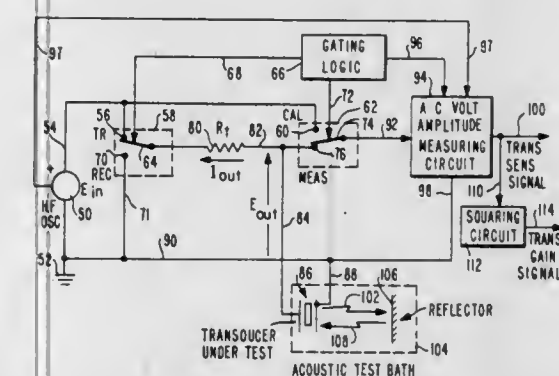 97
GATING
LOGIC
96
97
68
66
54
72
94
56
58
CAL
62
80
60
74
92
A C VOLT
AMPLITUDE
MEASURING
CIRCUIT
100
TR
Rt
82
TRANS
SENS
SIGNAL
64
70
REC
76
MEAS
110
Ein
Iout
98
114
50
HF
OSC
71
84
Eout
SQUARING
CIRCUIT
TRANS
GAIN
SIGNAL
90
112
52
86
88
106
102
REFLECTOR
TRANSDUCER
UNDER TEST
108
104
ACOUSTIC TEST BATH